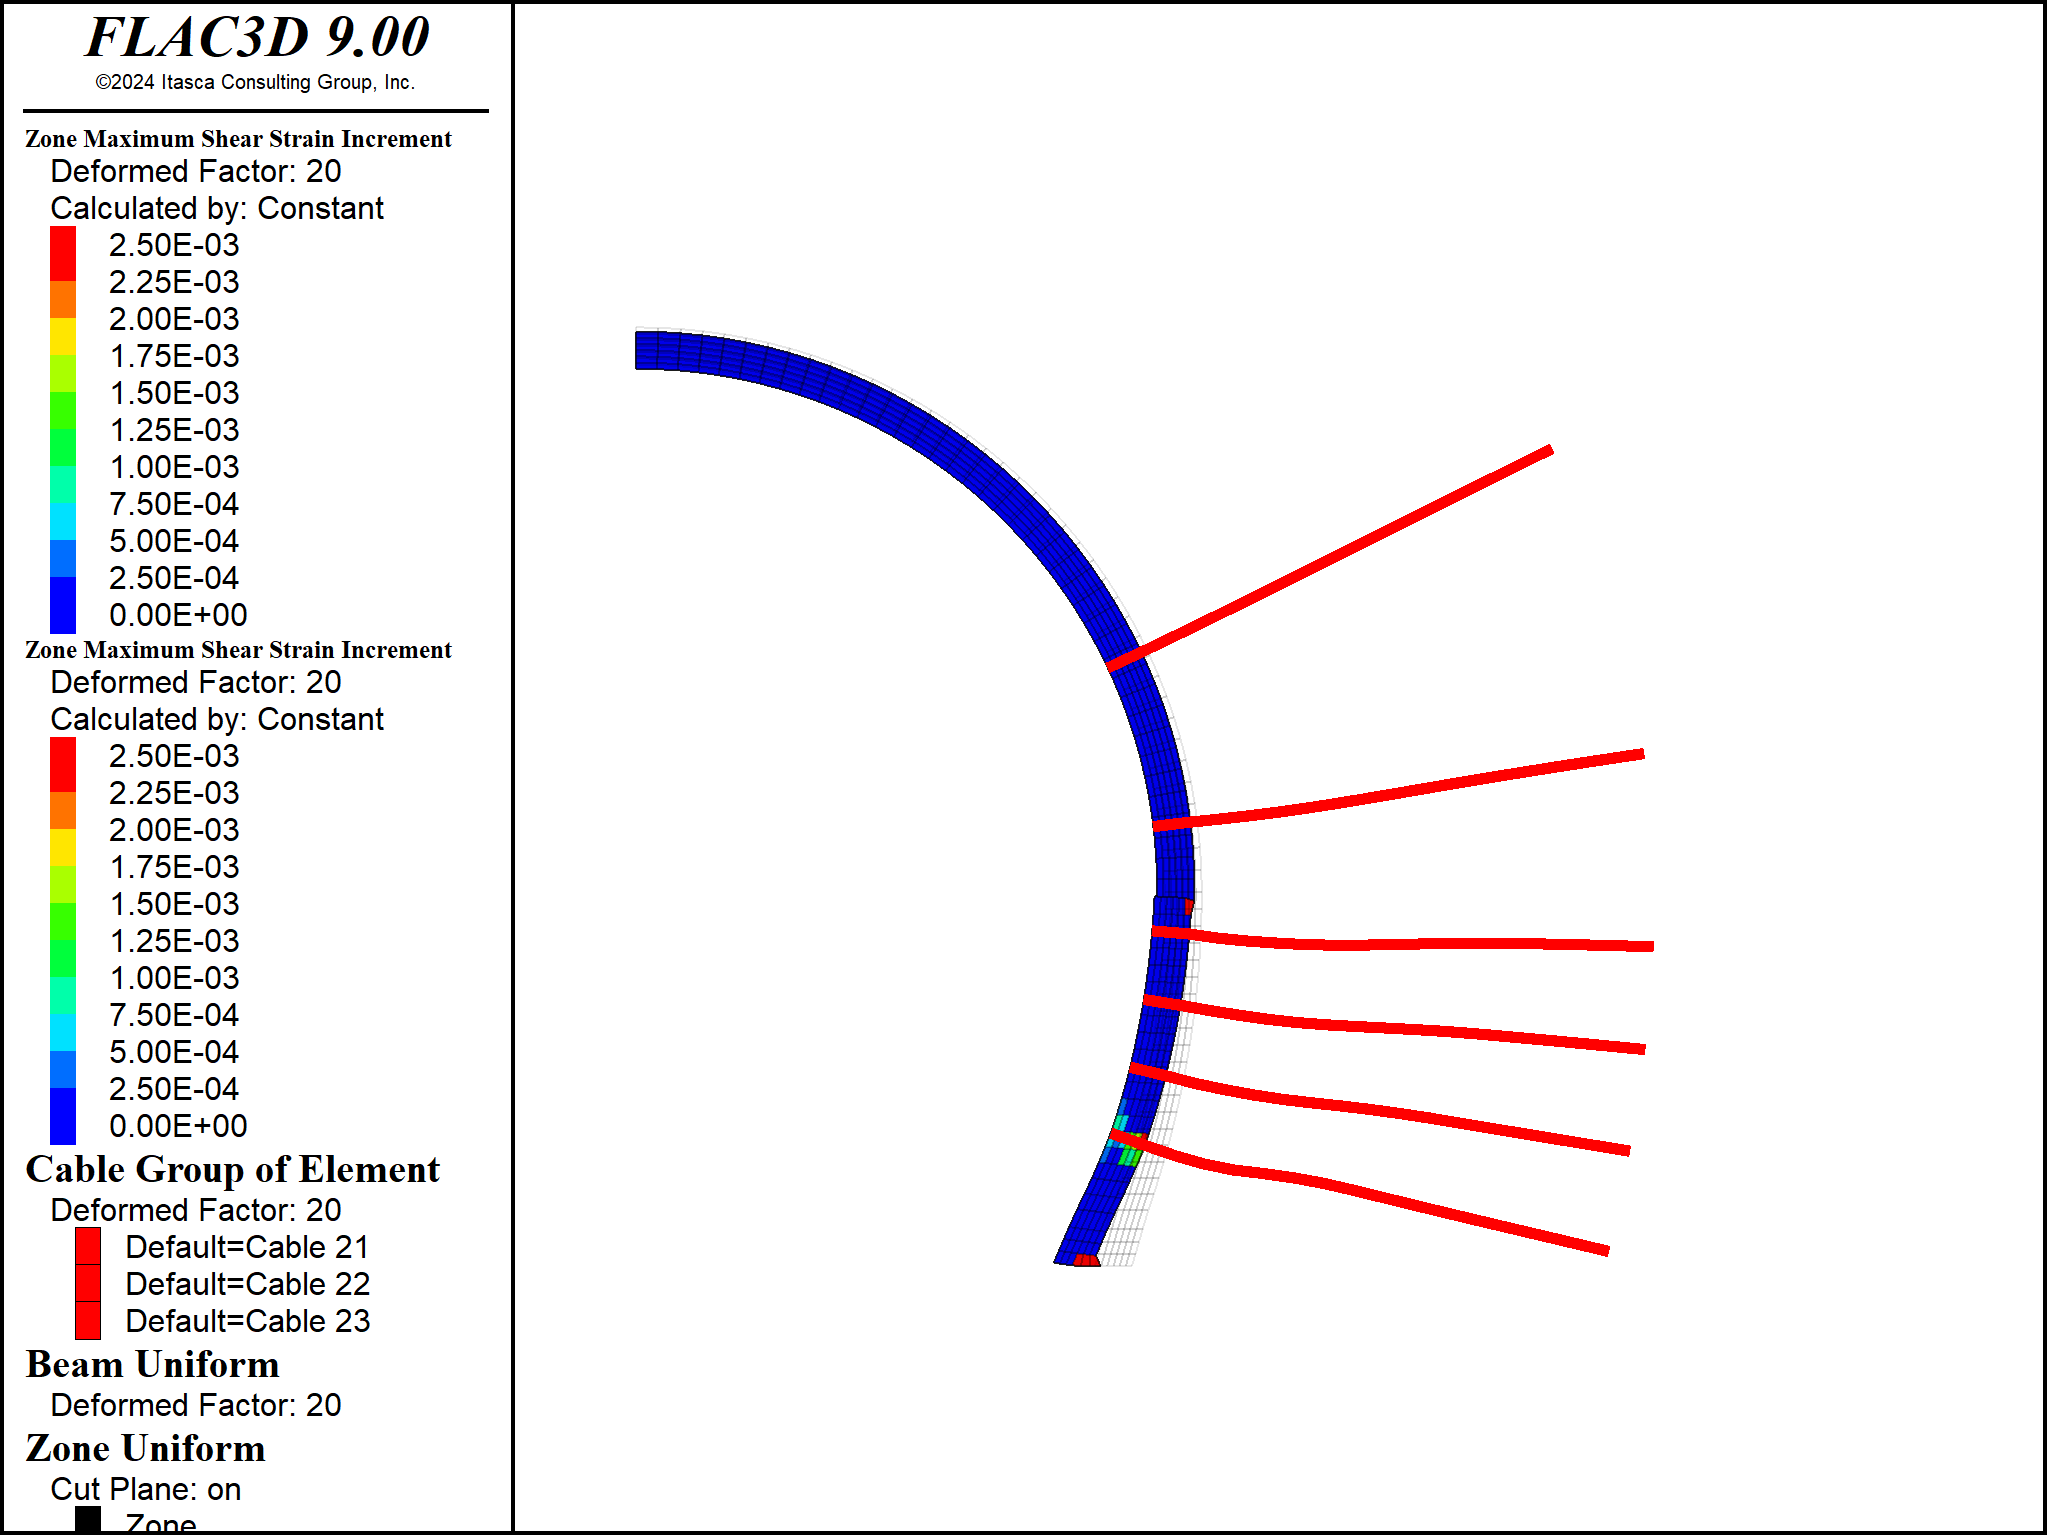 FLAC3D 9.00
©2024 Itasca Consulting Group, Inc.
Zone Maximum Shear Strain Increment
Deformed Factor: 20
Calculated by: Constant
2.50E-03
2.25E-03
2.00E-03
1.75E-03
1.50E-03
1.25E-03
1.00E-03
7.50E-04
5.00E-04
2.50E-04
0.00E+00
Zone Maximum Shear Strain Increment
Deformed Factor: 20
Calculated by: Constant
2.50E-03
2.25E-03
2.00E-03
1.75E-03
1.50E-03
1.25E-03
1.00E-03
7.50E-04
5.00E-04
2.50E-04
0.00E+00
Cable Group of Element
Deformed Factor: 20
Default=Cable 21
Default=Cable 22
Default=Cable 23
Beam Uniform
Deformed Factor: 20
Zone Uniform
Cut Plane: on
Zone